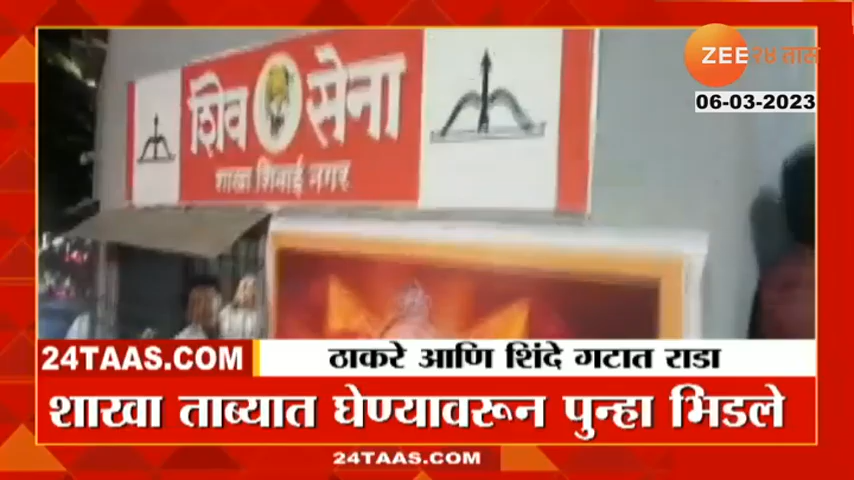 ZEE २४ तास
06-03-2023
शिव सेना
शाखा शिवाई नगर
24TAAS.COM
ठाकरे आणि शिंदे गटात राडा
शाखा ताब्यात घेण्यावरून पुन्हा भिडले
24TAAS.COM